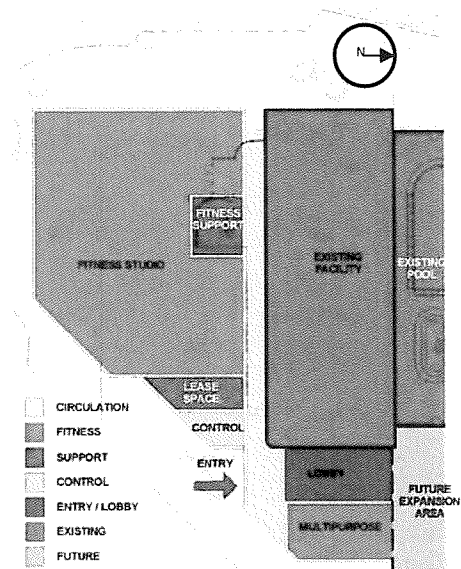 N
FITNESS
SUPPORT
FITNESS STUDIO
EXISTING
FACILITY
EXISTING
POOL
LEASE
SPACE
CIRCULATION
FITNESS
SUPPORT
CONTROL
ENTRY / LOBBY
EXISTING
FUTURE
CONTROL
ENTRY
LOBBY
MULTIPURPOSE
FUTURE
EXPANSION
AREA